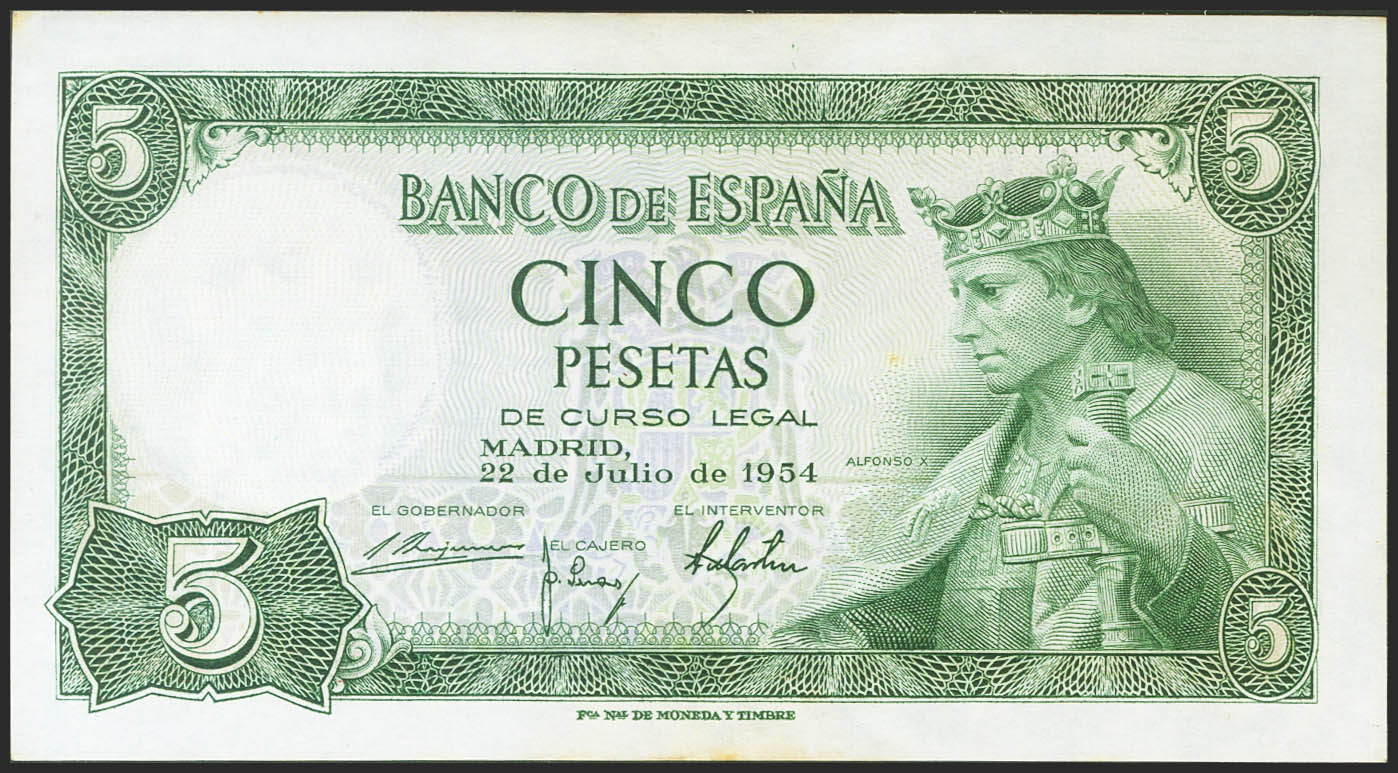 5
5
BANCO DE ESPAÑA
CINCO
PESETAS
DE CURSO LEGAL
MADRID,
22 de Julio de 1954
ALFONSO X
EL GOBERNADOR
EL INTERVENTOR
EL CAJERO
5
5
Fca Nal DE MONEDA Y TIMBRE